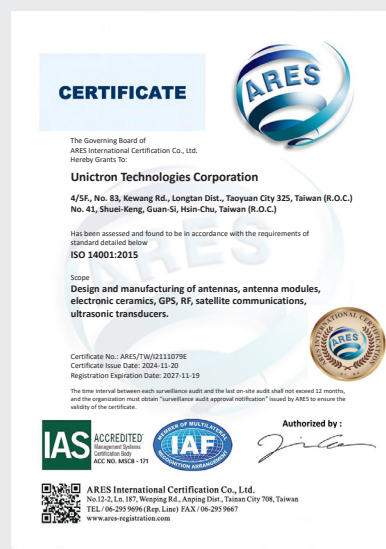 CERTIFICATE
ARES
The Governing Board of
ARES International Certification Co., Ltd.
Hereby Grants To:
Unictron Technologies Corporation
4/5F., No. 83, Kewang Rd., Longtan Dist., Taoyuan City 325, Taiwan (R.O.C.)
No. 41, Shuei-Keng, Guan-Si, Hsin-Chu, Taiwan (R.O.C.)
Has been assessed and found to be in accordance with the requirements of
standard detailed below
ISO 14001:2015
ARES
Scope
Design and manufacturing of antennas, antenna modules,
electronic ceramics, GPS, RF, satellite communications,
ultrasonic transducers.
ARES
Certificate No.: ARES/TW/I2111079E
Certificate Issue Date: 2024-11-20
Registration Expiration Date: 2027-11-19
The time interval between each surveillance audit and the last on-site audit shall not exceed 12 months,
and the organization must obtain "surveillance audit approval notification" issued by ARES to ensure the
validity of the certificate.
IAS
ACCREDITED
Management Systems
Certification Body
ACC NO. MSCB - 171
MEMBER OF MULTILATERAL
IAF
RECOGNITION ARRANGEMENT
Authorized by :
ARES International Certification Co., Ltd.
No.12-2, Ln. 187, Wenping Rd., Anping Dist., Tainan City 708, Taiwan
TEL / 06-295 9696 (Rep. Line) FAX / 06-295 9667
www.ares-registration.com